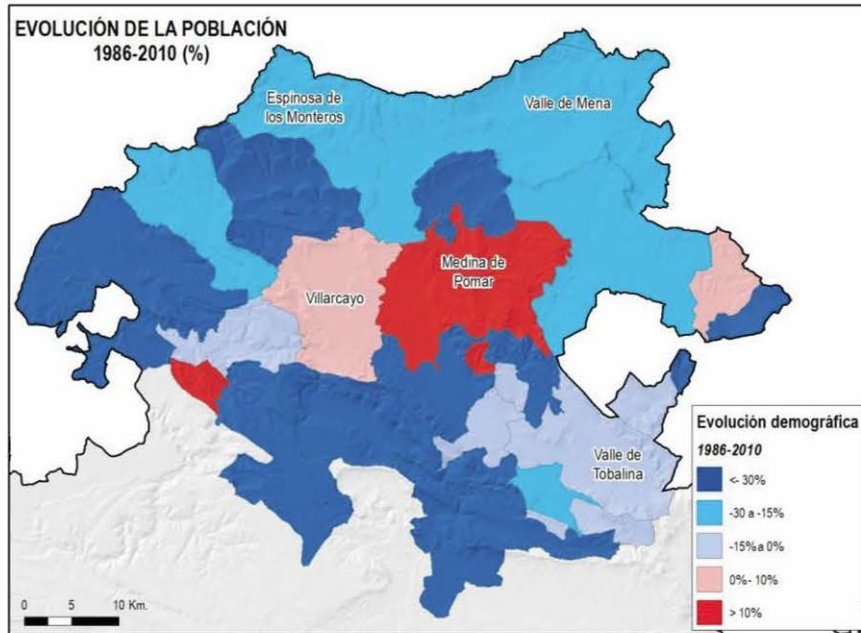 EVOLUCIÓN DE LA POBLACIÓN
1986-2010 (%)
Espinosa de
los Monteros
Valle de Mena
Villarcayo
Medina de
Pomar
Valle de
Tobalina
Evolución demográfica
1986-2010
<- 30%
-30 a -15%
-15% a 0%
0%- 10%
> 10%
0 5 10 Km.